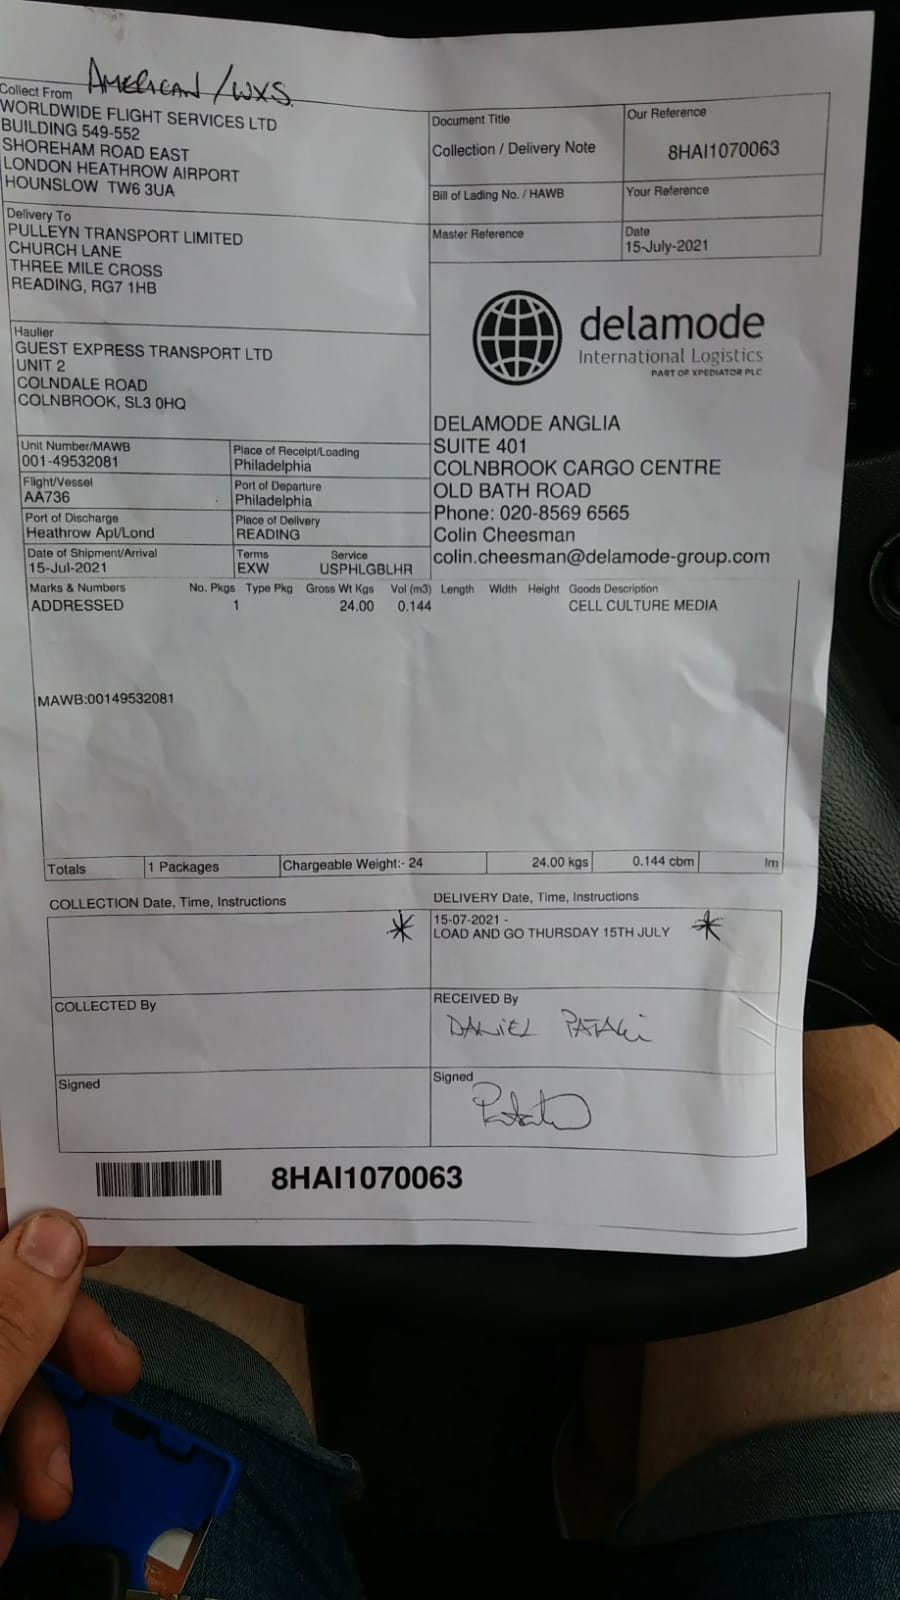 AMERICAN / WXS.
Collect From
WORLDWIDE FLIGHT SERVICES LTD
BUILDING 549-552
SHOREHAM ROAD EAST
LONDON HEATHROW AIRPORT
HOUNSLOW TW6 3UA
Document Title
Collection / Delivery Note
Our Reference
8HAI1070063
Bill of Lading No. / HAWB
Your Reference
Master Reference
Date
15-July-2021
Delivery To
PULLEYN TRANSPORT LIMITED
CHURCH LANE
THREE MILE CROSS
READING, RG7 1HB
Haulier
GUEST EXPRESS TRANSPORT LTD
UNIT 2
COLNDALE ROAD
COLNBROOK, SL3 0HQ
delamode
International Logistics
PART OF XPEDIATOR PLC
DELAMODE ANGLIA
SUITE 401
COLNBROOK CARGO CENTRE
OLD BATH ROAD
Phone: 020-8569 6565
Colin Cheesman
colin.cheesman@delamode-group.com
Unit Number/MAWB
001-49532081
Place of Receipt/Loading
Philadelphia
Flight/Vessel
AA736
Port of Departure
Philadelphia
Port of Discharge
Heathrow Apt/Lond
Place of Delivery
READING
Date of Shipment/Arrival
15-Jul-2021
Terms Service
EXW USPHLGBLHR
Marks & Numbers No. Pkgs Type Pkg Gross Wt Kgs Vol (m3) Length Width Height Goods Description
ADDRESSED 1 24.00 0.144 CELL CULTURE MEDIA
MAWB:00149532081
Totals 1 Packages Chargeable Weight:- 24 24.00 kgs 0.144 cbm lm
COLLECTION Date, Time, Instructions
DELIVERY Date, Time, Instructions
15-07-2021 -
LOAD AND GO THURSDAY 15TH JULY
COLLECTED By
RECEIVED By
DANIEL
Signed
Signed
8HAI1070063